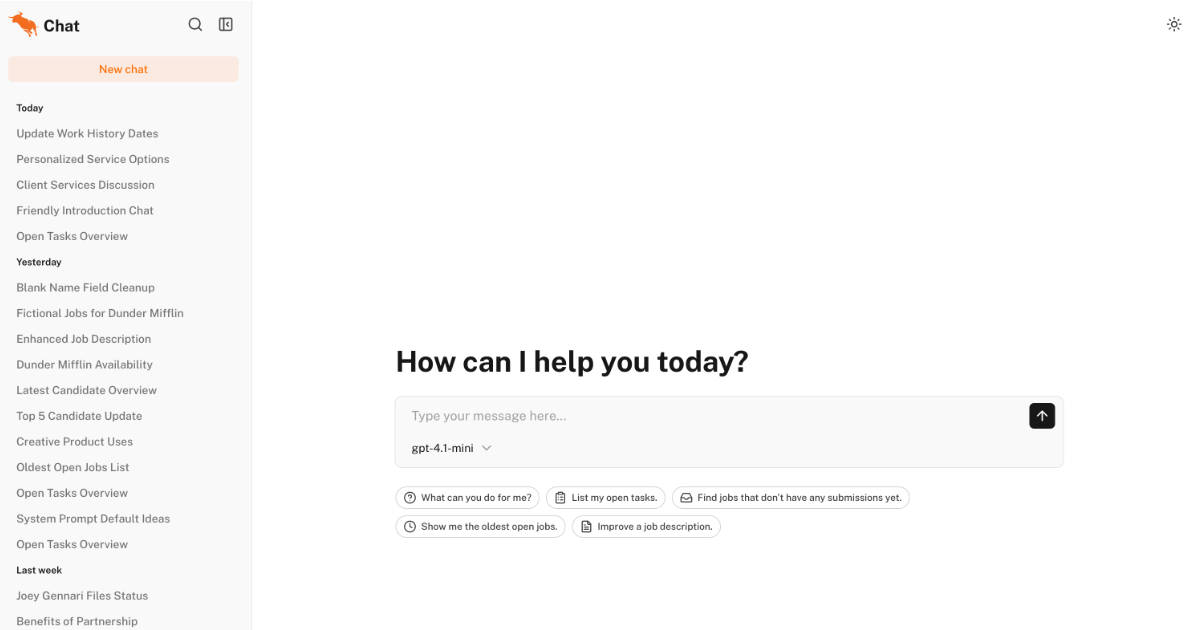 Chat
New chat
Today
Update Work History Dates
Personalized Service Options
Client Services Discussion
Friendly Introduction Chat
Open Tasks Overview
Yesterday
Blank Name Field Cleanup
Fictional Jobs for Dunder Mifflin
Enhanced Job Description
Dunder Mifflin Availability
Latest Candidate Overview
Top 5 Candidate Update
Creative Product Uses
Oldest Open Jobs List
Open Tasks Overview
System Prompt Default Ideas
Open Tasks Overview
Last week
Joey Gennari Files Status
Benefits of Partnership
How can I help you today?
Type your message here...
gpt-4.1-mini
What can you do for me?
List my open tasks.
Find jobs that don't have any submissions yet.
Show me the oldest open jobs.
Improve a job description.